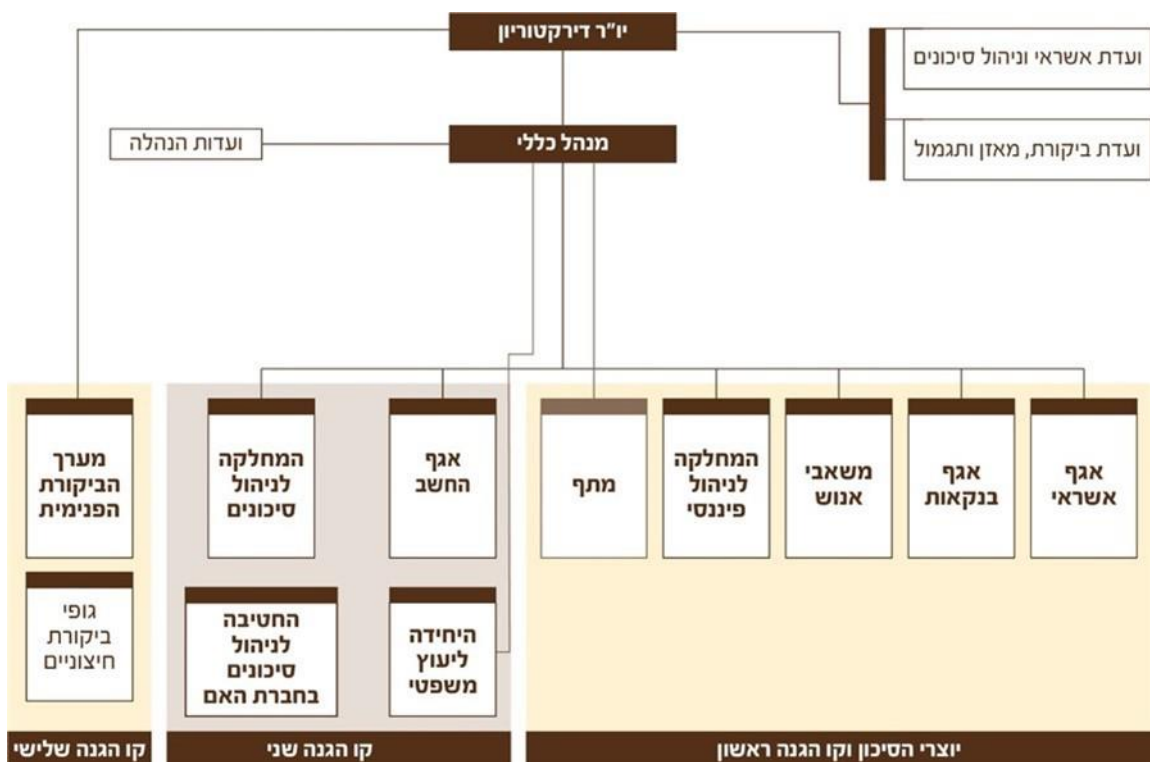 יו"ר דירקטוריון
ועדת אשראי וניהול סיכונים
מנהל כללי
ועדות הנהלה
ועדת ביקורת, מאזן ותגמול
אגף
אשראי
אגף
בנקאות
משאבי
אנוש
המחלקה
לניהול
פיננסי
מתף
אגף
החשב
המחלקה
לניהול
סיכונים
מערך
הביקורת
הפנימית
היחידה
ליעוץ
משפטי
החטיבה
לניהול
סיכונים
בחברת האם
גופי
ביקורת
חיצוניים
יוצרי הסיכון וקו הגנה ראשון
קו הגנה שני
קו הגנה שלישי